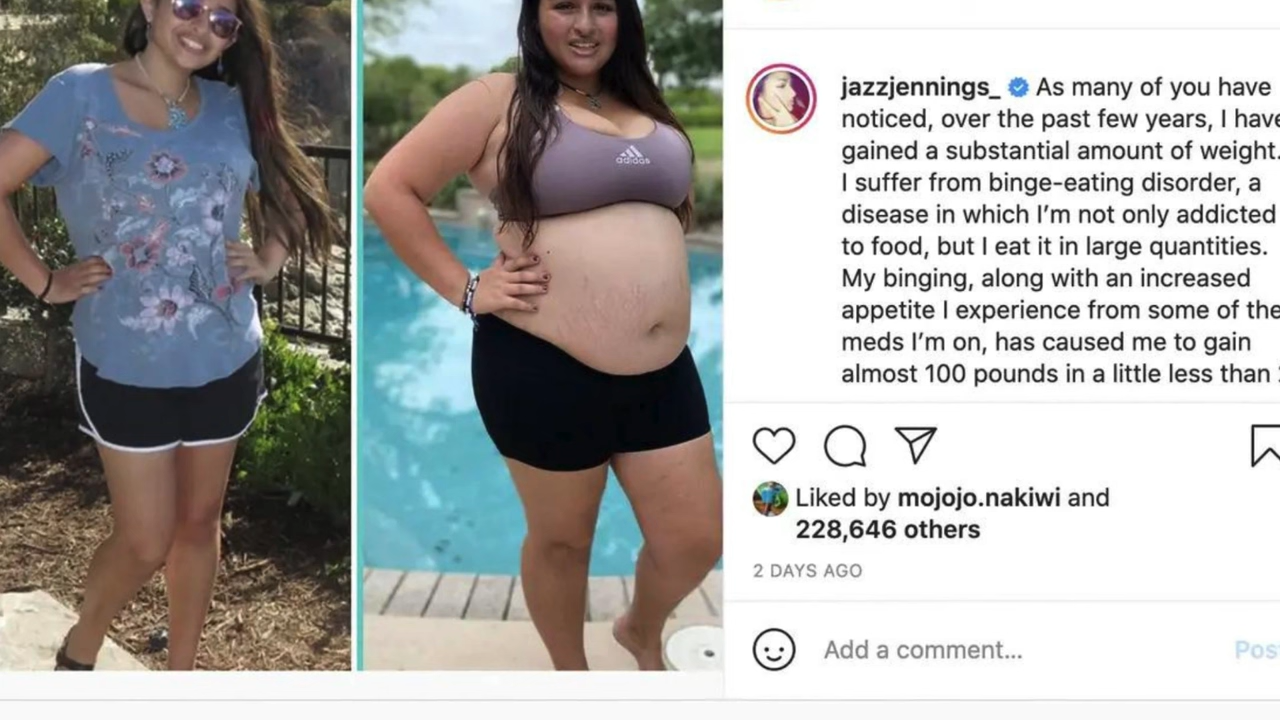 adidas
jazzjennings_ As many of you have
noticed, over the past few years, I have
gained a substantial amount of weight.
I suffer from binge-eating disorder, a
disease in which I’m not only addicted
to food, but I eat it in large quantities.
My binging, along with an increased
appetite I experience from some of the
meds I’m on, has caused me to gain
almost 100 pounds in a little less than
Liked by mojojo.nakiwi and
228,646 others
2 DAYS AGO
Add a comment...
Post